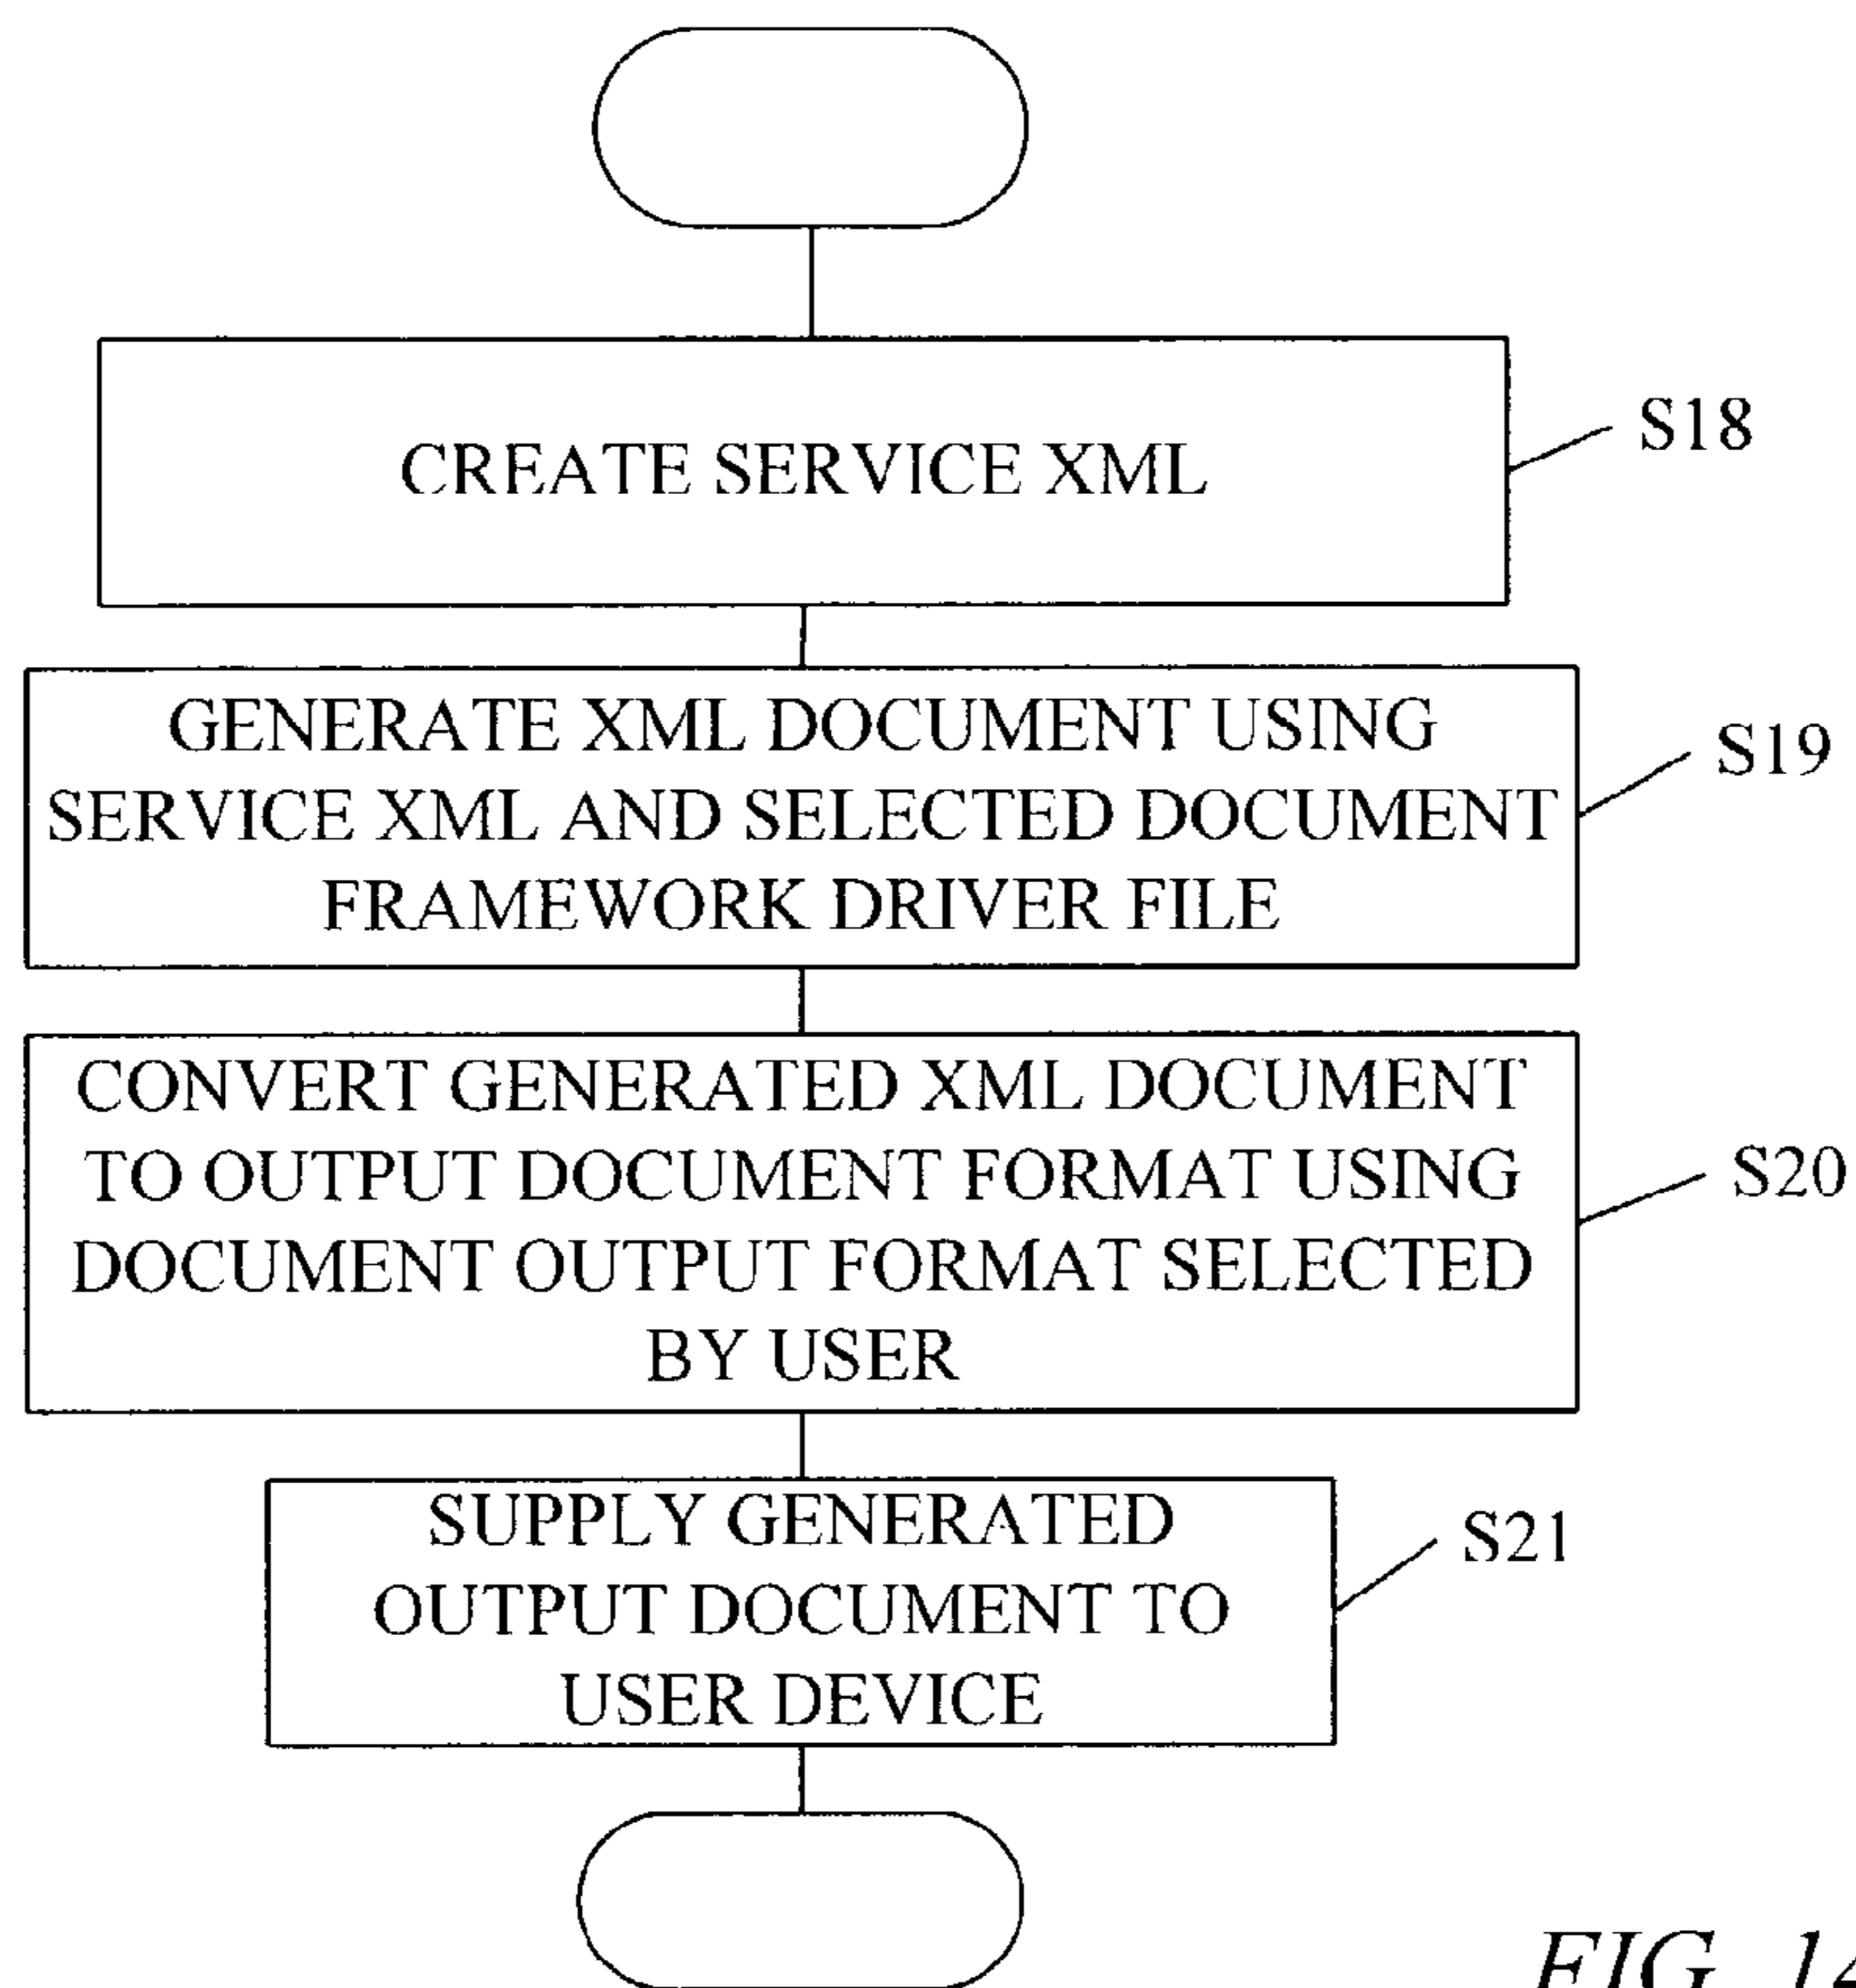 CREATE SERVICE XML
S18
GENERATE XML DOCUMENT USING
SERVICE XML AND SELECTED DOCUMENT
FRAMEWORK DRIVER FILE
S19
CONVERT GENERATED XML DOCUMENT
TO OUTPUT DOCUMENT FORMAT USING
DOCUMENT OUTPUT FORMAT SELECTED
BY USER
S20
SUPPLY GENERATED
OUTPUT DOCUMENT TO
USER DEVICE
S21
FIG.